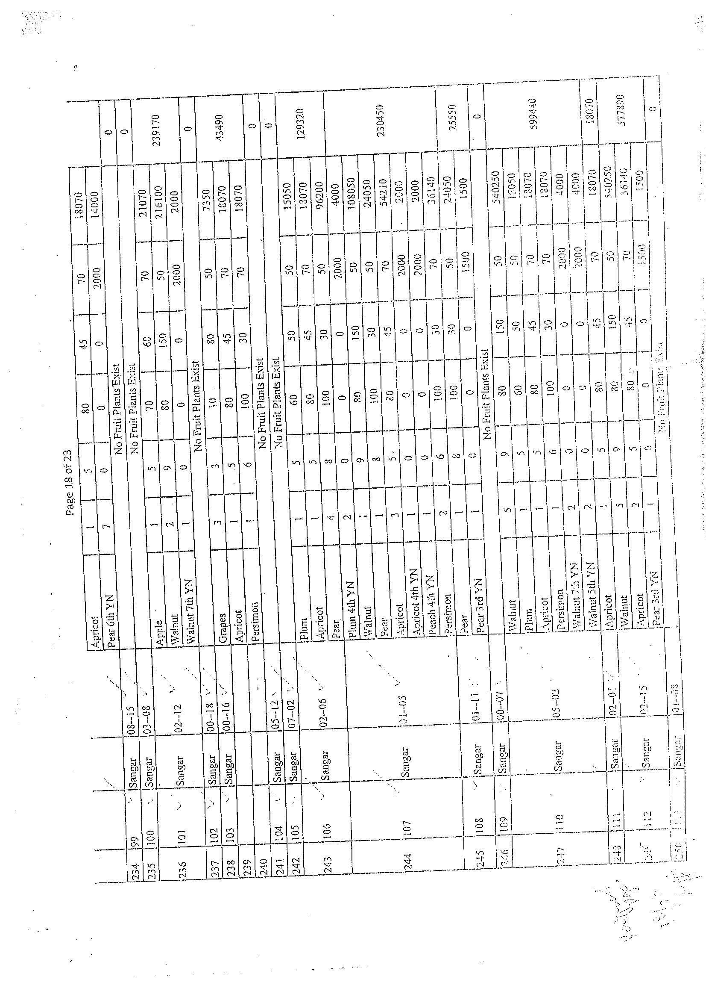 Page 18 of 23
Apricot 1 5 80 45 70 18070
Pear 6th YN 7 0 0 0 2000 14000
234 99 Sangar 08--15 No Fruit Plants Exist 0
235 100 Sangar 03--08 No Fruit Plants Exist 0
Apple 1 5 70 60 70 21070
236 101 Sangar 02--12 Walnut 2 9 80 150 50 216100 239170
Walnut 7th YN 1 0 0 0 2000 2000
237 102 Sangar 00--18 No Fruit Plants Exist 0
238 103 Sangar 00--16 Grapes 3 3 10 80 50 7350
239 Apricot 1 5 80 45 70 18070 43490
240 Persimon 1 6 100 30 70 18070
241 104 Sangar 05--12 No Fruit Plants Exist 0
242 105 Sangar 07--02 No Fruit Plants Exist 0
Plum 1 5 60 50 50 15050
243 106 Sangar 02--06 Apricot 1 5 80 45 70 18070 129320
Pear 4 8 100 30 50 96200
Plum 4th YN 2 0 0 0 2000 4000
Walnut 1 9 80 150 50 108050
Pear 1 8 100 30 50 24050
244 107 Sangar 01--05 Apricot 3 5 80 45 70 54210 230450
Apricot 4th YN 1 0 0 0 2000 2000
Peach 4th YN 1 0 0 0 2000 2000
Persimon 2 6 100 30 70 36140
245 108 Sangar 01--11 Pear 1 8 100 30 50 24050 25550
Pear 3rd YN 1 0 0 0 1500 1500
246 109 Sangar 00--07 No Fruit Plants Exist 0
Walnut 5 9 80 150 50 540250
Plum 1 5 60 50 50 15050
Apricot 1 5 80 45 70 18070
247 110 Sangar 05--02 Persimon 1 6 100 30 70 18070 599440
Walnut 7th YN 2 0 0 0 2000 4000
Walnut 5th YN 2 0 0 0 2000 4000
248 111 Sangar 02--01 Apricot 1 5 80 45 70 18070 18070
Walnut 5 9 80 150 50 540250
112 Sangar 02--15 Apricot 2 5 80 45 70 36140 577890
Pear 3rd YN 1 0 0 0 1500 1500
250 113 Sangar 01--08 No Fruit Plants Exist 0